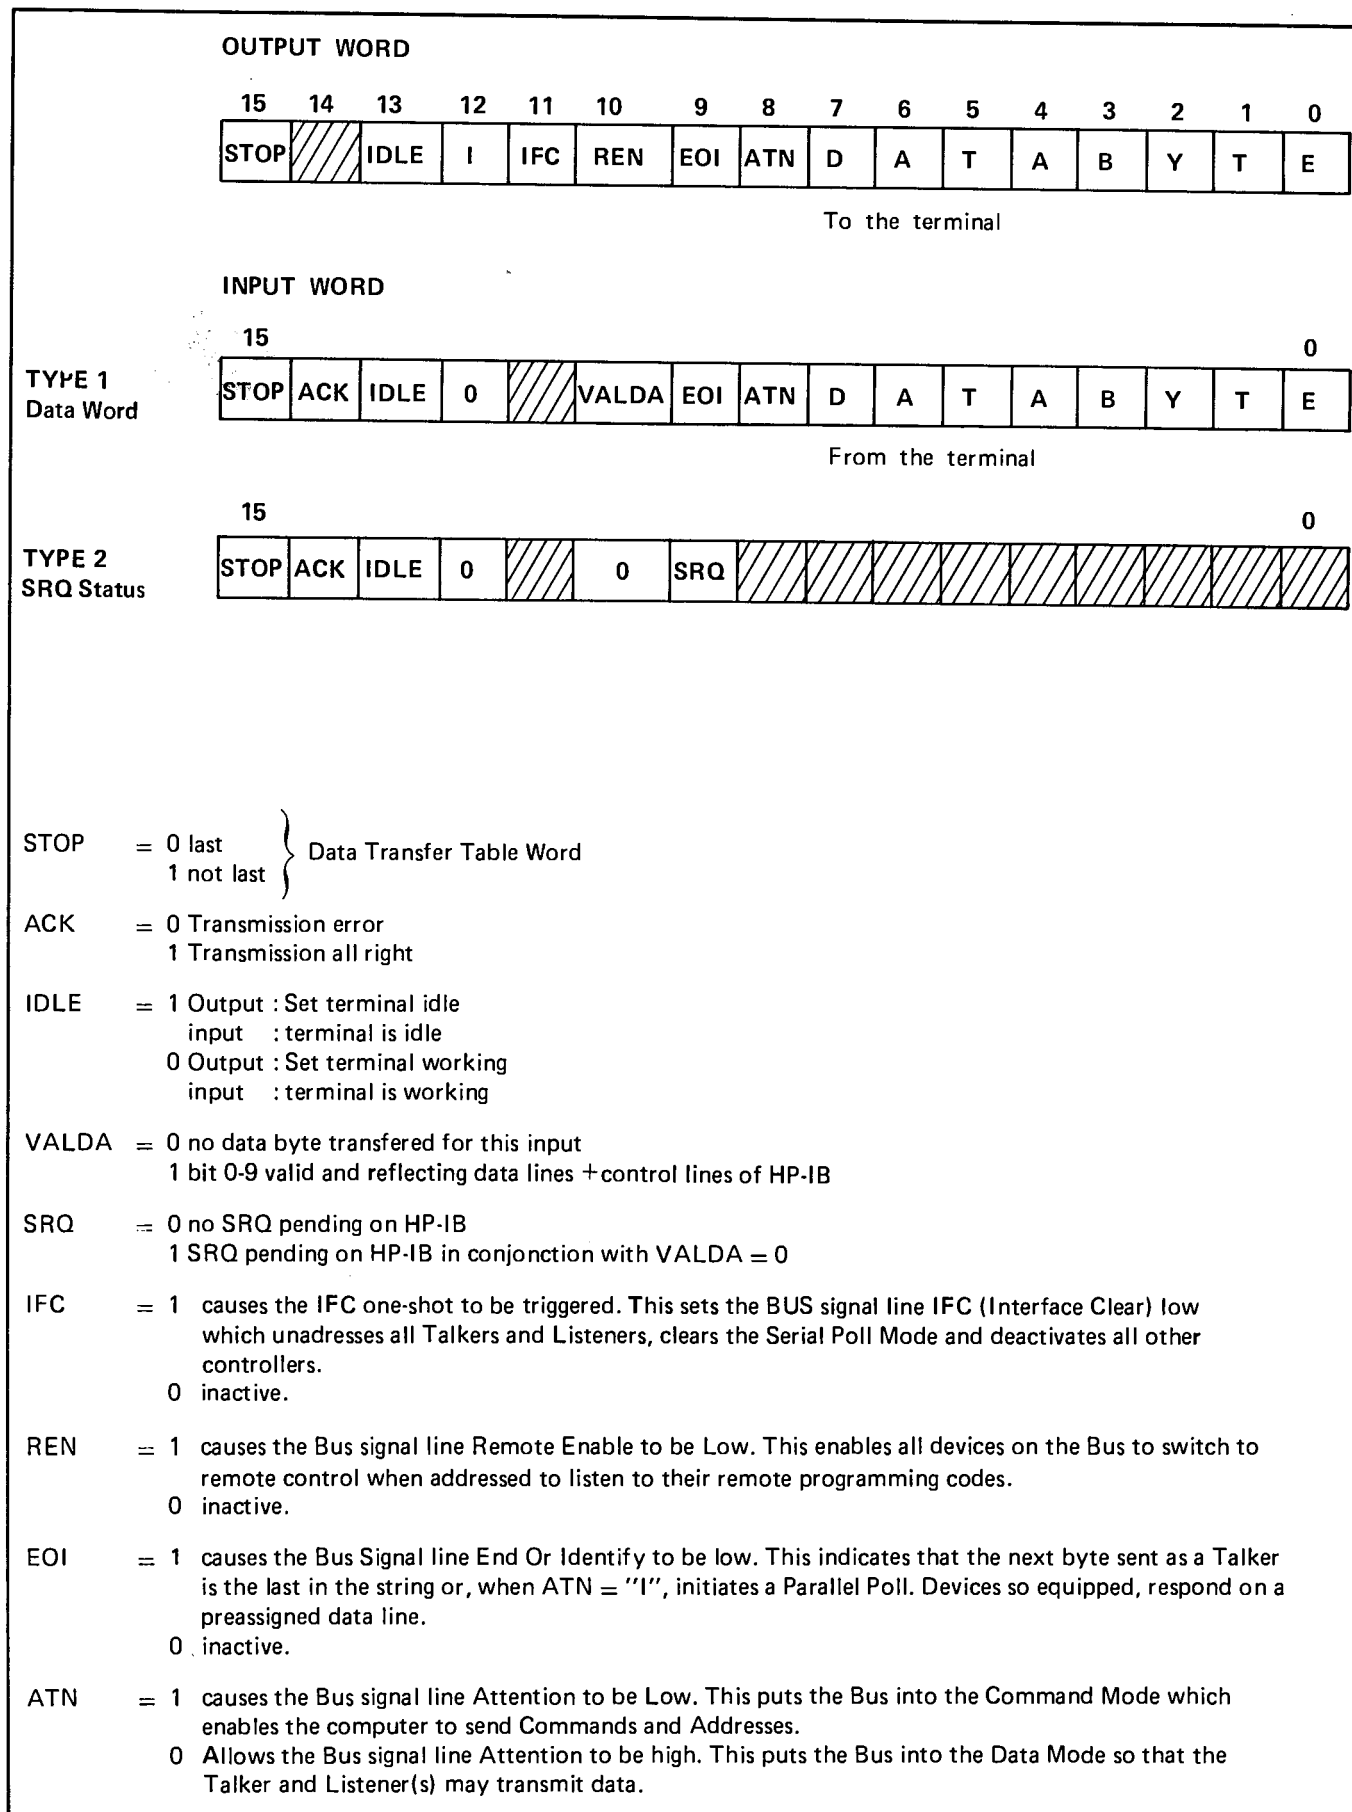 OUTPUT WORD
15 14 13 12 11 10 9 8 7 6 5 4 3 2 1 0
STOP IDLE I IFC REN EOI ATN D A T A B Y T E
To the terminal
INPUT WORD
15 0
TYPE 1
Data Word
STOP ACK IDLE 0 VALDA EOI ATN D A T A B Y T E
From the terminal
15 0
TYPE 2
SRQ Status
STOP ACK IDLE 0 0 SRQ
STOP = 0 last
1 not last
Data Transfer Table Word
ACK = 0 Transmission error
1 Transmission all right
IDLE = 1 Output : Set terminal idle
input : terminal is idle
0 Output : Set terminal working
input : terminal is working
VALDA = 0 no data byte transfered for this input
1 bit 0-9 valid and reflecting data lines +control lines of HP-IB
SRQ = 0 no SRQ pending on HP-IB
1 SRQ pending on HP-IB in conjonction with VALDA = 0
IFC = 1 causes the IFC one-shot to be triggered. This sets the BUS signal line IFC (Interface Clear) low
which unadresses all Talkers and Listeners, clears the Serial Poll Mode and deactivates all other
controllers.
0 inactive.
REN = 1 causes the Bus signal line Remote Enable to be Low. This enables all devices on the Bus to switch to
remote control when addressed to listen to their remote programming codes.
0 inactive.
EOI = 1 causes the Bus Signal line End Or Identify to be low. This indicates that the next byte sent as a Talker
is the last in the string or, when ATN = "I", initiates a Parallel Poll. Devices so equipped, respond on a
preassigned data line.
0 inactive.
ATN = 1 causes the Bus signal line Attention to be Low. This puts the Bus into the Command Mode which
enables the computer to send Commands and Addresses.
0 Allows the Bus signal line Attention to be high. This puts the Bus into the Data Mode so that the
Talker and Listener(s) may transmit data.